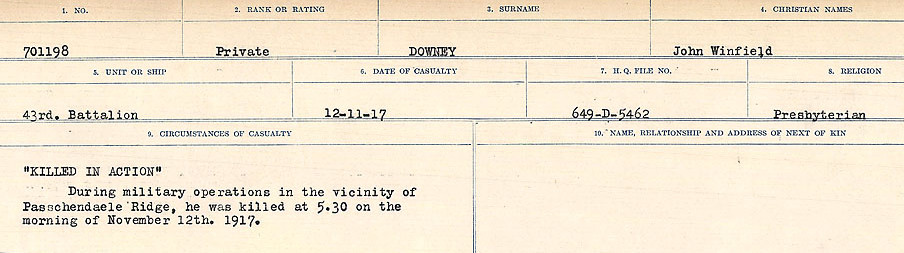 1. NO. 2. RANK OR RATING 3. SURNAME 4. CHRISTIAN NAMES
701198 Private DOWNEY John Winfield
5. UNIT OR SHIP 6. DATE OF CASUALTY 7. H. Q. FILE NO. 8. RELIGION
43rd. Battalion 12-11-17 649-D-5462 Presbyterian
9. CIRCUMSTANCES OF CASUALTY 10. NAME, RELATIONSHIP AND ADDRESS OF NEXT OF KIN
"KILLED IN ACTION"
During military operations in the vicinity of
Passchendaele Ridge, he was killed at 5.30 on the
morning of November 12th. 1917.